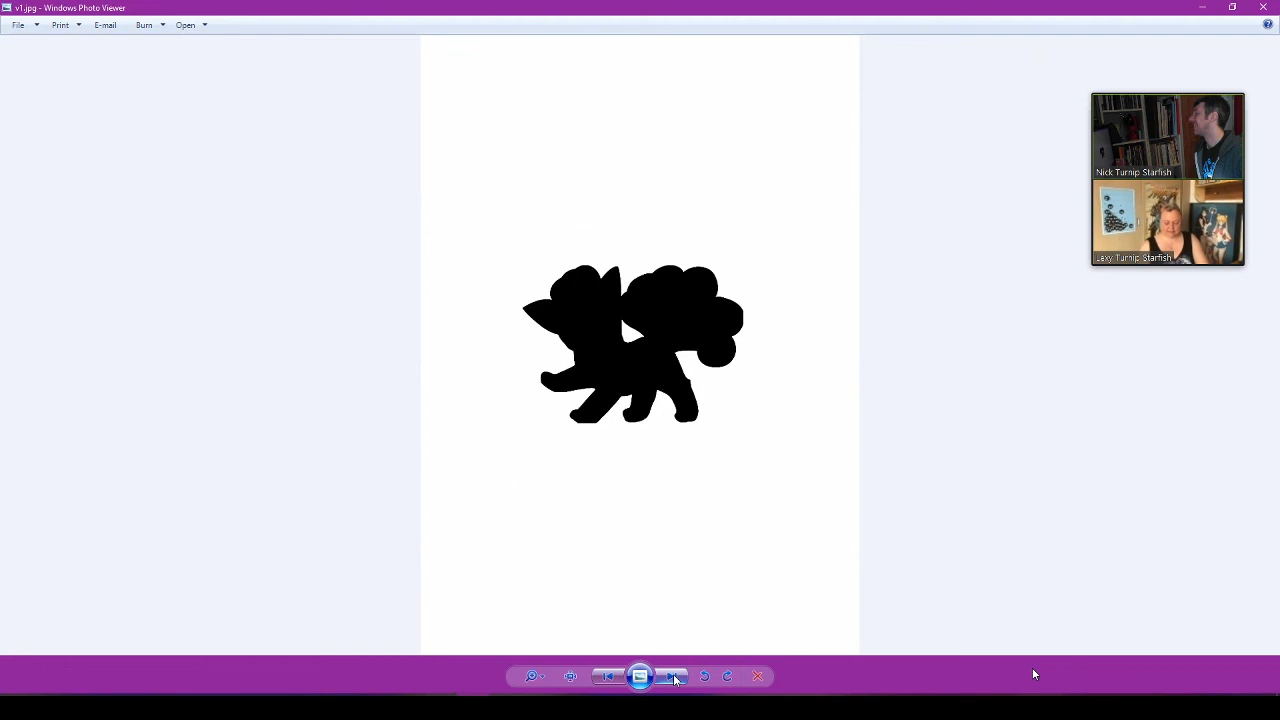 v1.jpg - Windows Photo Viewer
File Print E-mail Burn Open
Nick Turnip Starfish
Lexy Turnip Starfish